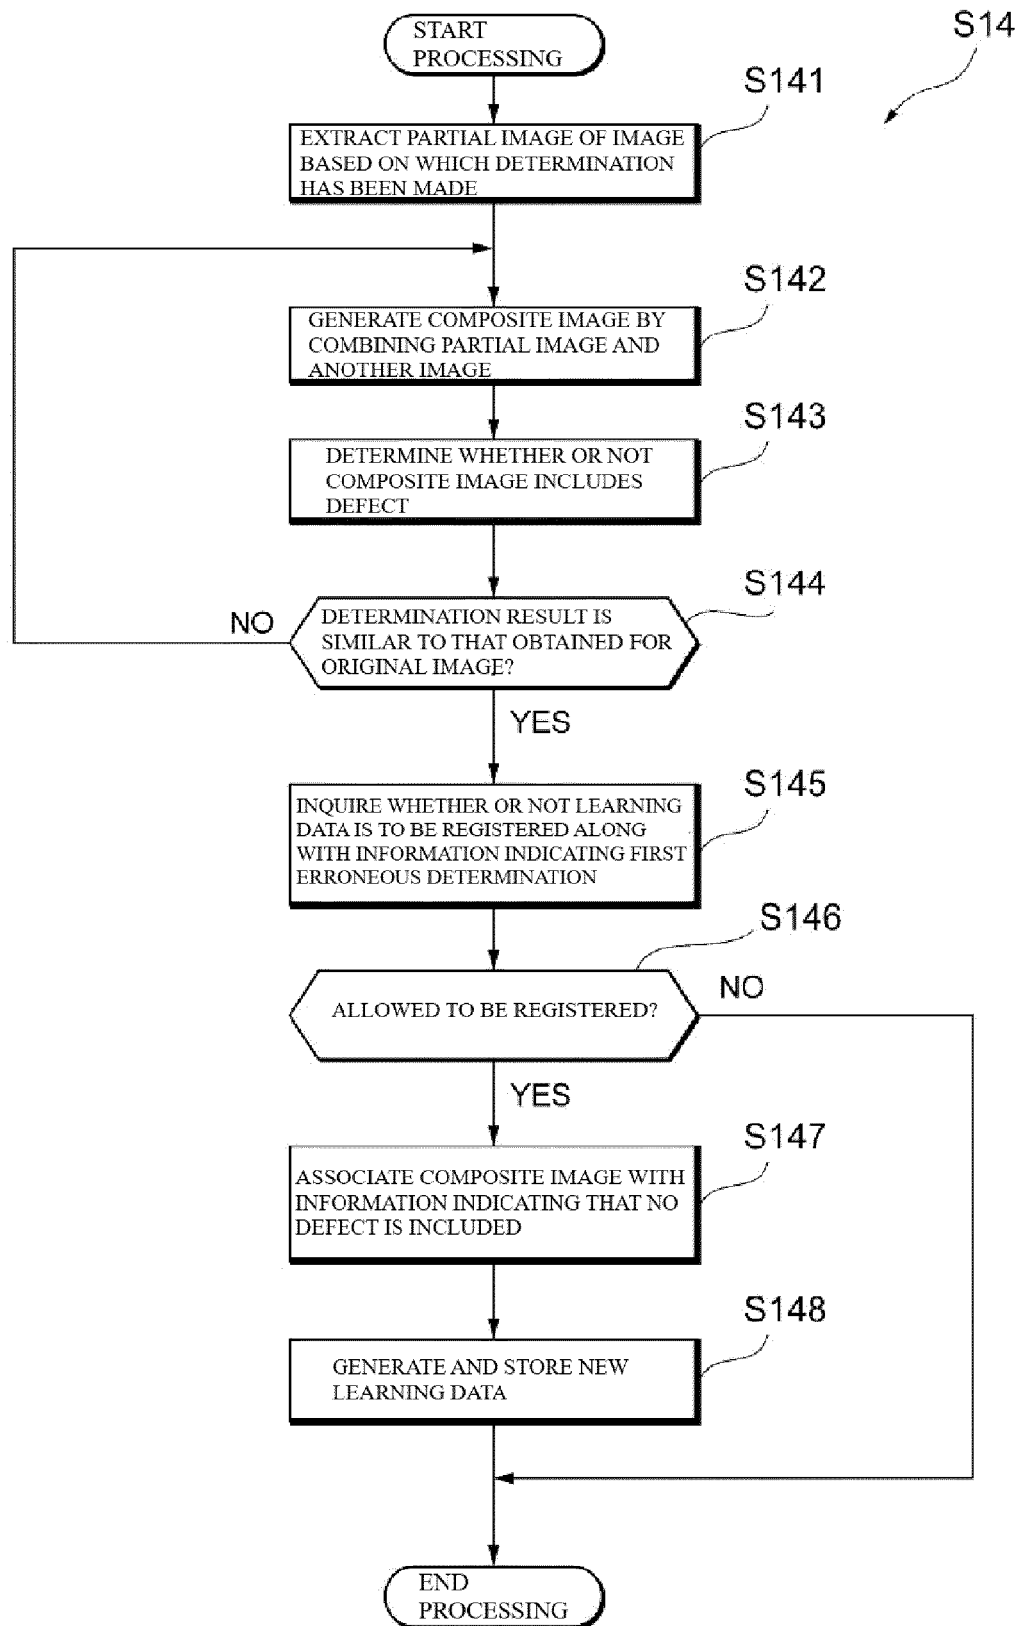 START
PROCESSING
S14
S141
EXTRACT PARTIAL IMAGE OF IMAGE
BASED ON WHICH DETERMINATION
HAS BEEN MADE
S142
GENERATE COMPOSITE IMAGE BY
COMBINING PARTIAL IMAGE AND
ANOTHER IMAGE
S143
DETERMINE WHETHER OR NOT
COMPOSITE IMAGE INCLUDES
DEFECT
S144
DETERMINATION RESULT IS
SIMILAR TO THAT OBTAINED FOR
ORIGINAL IMAGE?
NO
YES
S145
INQUIRE WHETHER OR NOT LEARNING
DATA IS TO BE REGISTERED ALONG
WITH INFORMATION INDICATING FIRST
ERRONEOUS DETERMINATION
S146
ALLOWED TO BE REGISTERED?
NO
YES
S147
ASSOCIATE COMPOSITE IMAGE WITH
INFORMATION INDICATING THAT NO
DEFECT IS INCLUDED
S148
GENERATE AND STORE NEW
LEARNING DATA
END
PROCESSING